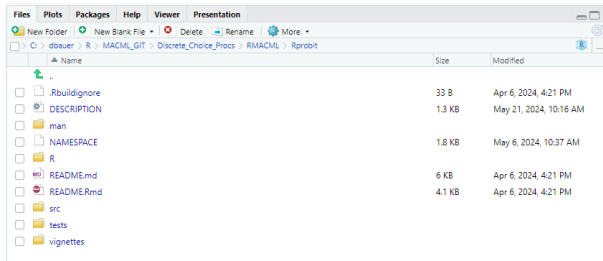 Files Plots Packages Help Viewer Presentation
New Folder New Blank File Delete Rename More
C: > dbauer > R > MACML_GIT > Discrete_Choice_Procs > RMACML > Rprobit R ...
Name Size Modified
..
.Rbuildignore 33 B Apr 6, 2024, 4:21 PM
DESCRIPTION 1.3 KB May 21, 2024, 10:16 AM
man
NAMESPACE 1.8 KB May 6, 2024, 10:37 AM
R
MD README.md 6 KB Apr 6, 2024, 4:21 PM
README.Rmd 4.1 KB Apr 6, 2024, 4:21 PM
src
tests
vignettes